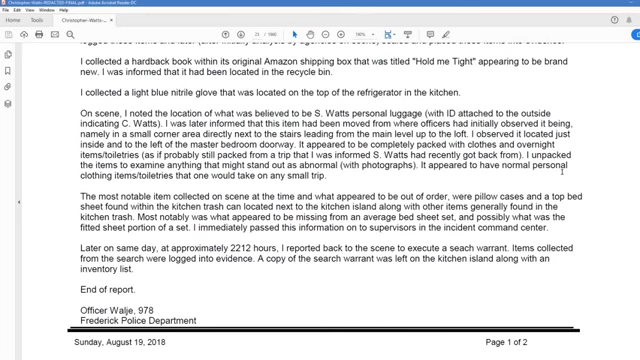 Christopher-Watts-REDACTED-FINAL.pdf - Adobe Acrobat Reader DC
File Edit View Window Help
Home Tools Christopher-Watts-... ×
23 / 1960
160%
I collected a hardback book within its original Amazon shipping box that was titled "Hold me Tight" appearing to be brand
new. I was informed that it had been located in the recycle bin.
I collected a light blue nitrile glove that was located on top of the refrigerator in the kitchen.
On scene, I noted the location of what was believed to be S. Watts personal luggage (with ID attached to the outside
indicating C. Watts). I was later informed that this item had been moved from where officers had initially observed it being,
namely in a small corner area directly next to the stairs leading from the main level up to the loft. I observed it located just
inside and to the left of the master bedroom doorway. It appeared to be completely packed with clothes and overnight
items/toiletries (as if probably still packed from a trip that I was informed S. Watts had recently got back from). I unpacked
the items to examine anything that might stand out as abnormal (with photographs). It appeared to have normal personal
clothing items/toiletries that one would take on any small trip.
The most notable item collected on scene at the time and what appeared to be out of order, were pillow cases and a top bed
sheet found within the kitchen trash can located next to the kitchen island along with other items generally found in the
kitchen trash. Most notably was what appeared to be missing from an average bed sheet set, and possibly what was the
fitted sheet portion of a set. I immediately passed this information on to supervisors in the incident command center.
Later on same day, at approximately 2212 hours, I reported back to the scene to execute a seach warrant. Items collected
from the search were logged into evidence. A copy of the search warrant was left on the kitchen island along with an
inventory list.
End of report.
Officer Walje, 978
Frederick Police Department
Sunday, August 19, 2018 Page 1 of 2